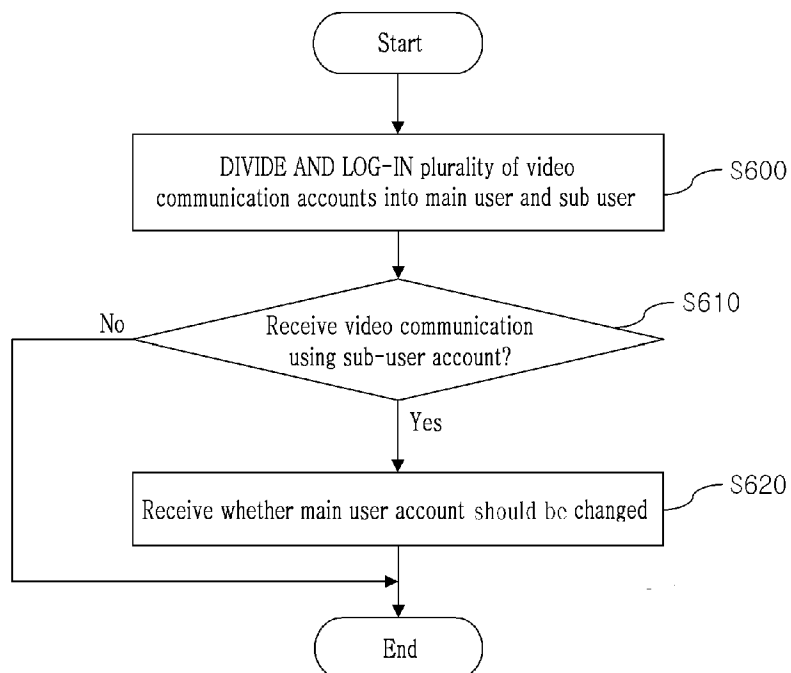 Start
DIVIDE AND LOG-IN plurality of video
communication accounts into main user and sub user
S600
S610
No
Receive video communication
using sub-user account?
Yes
S620
Receive whether main user account should be changed
End